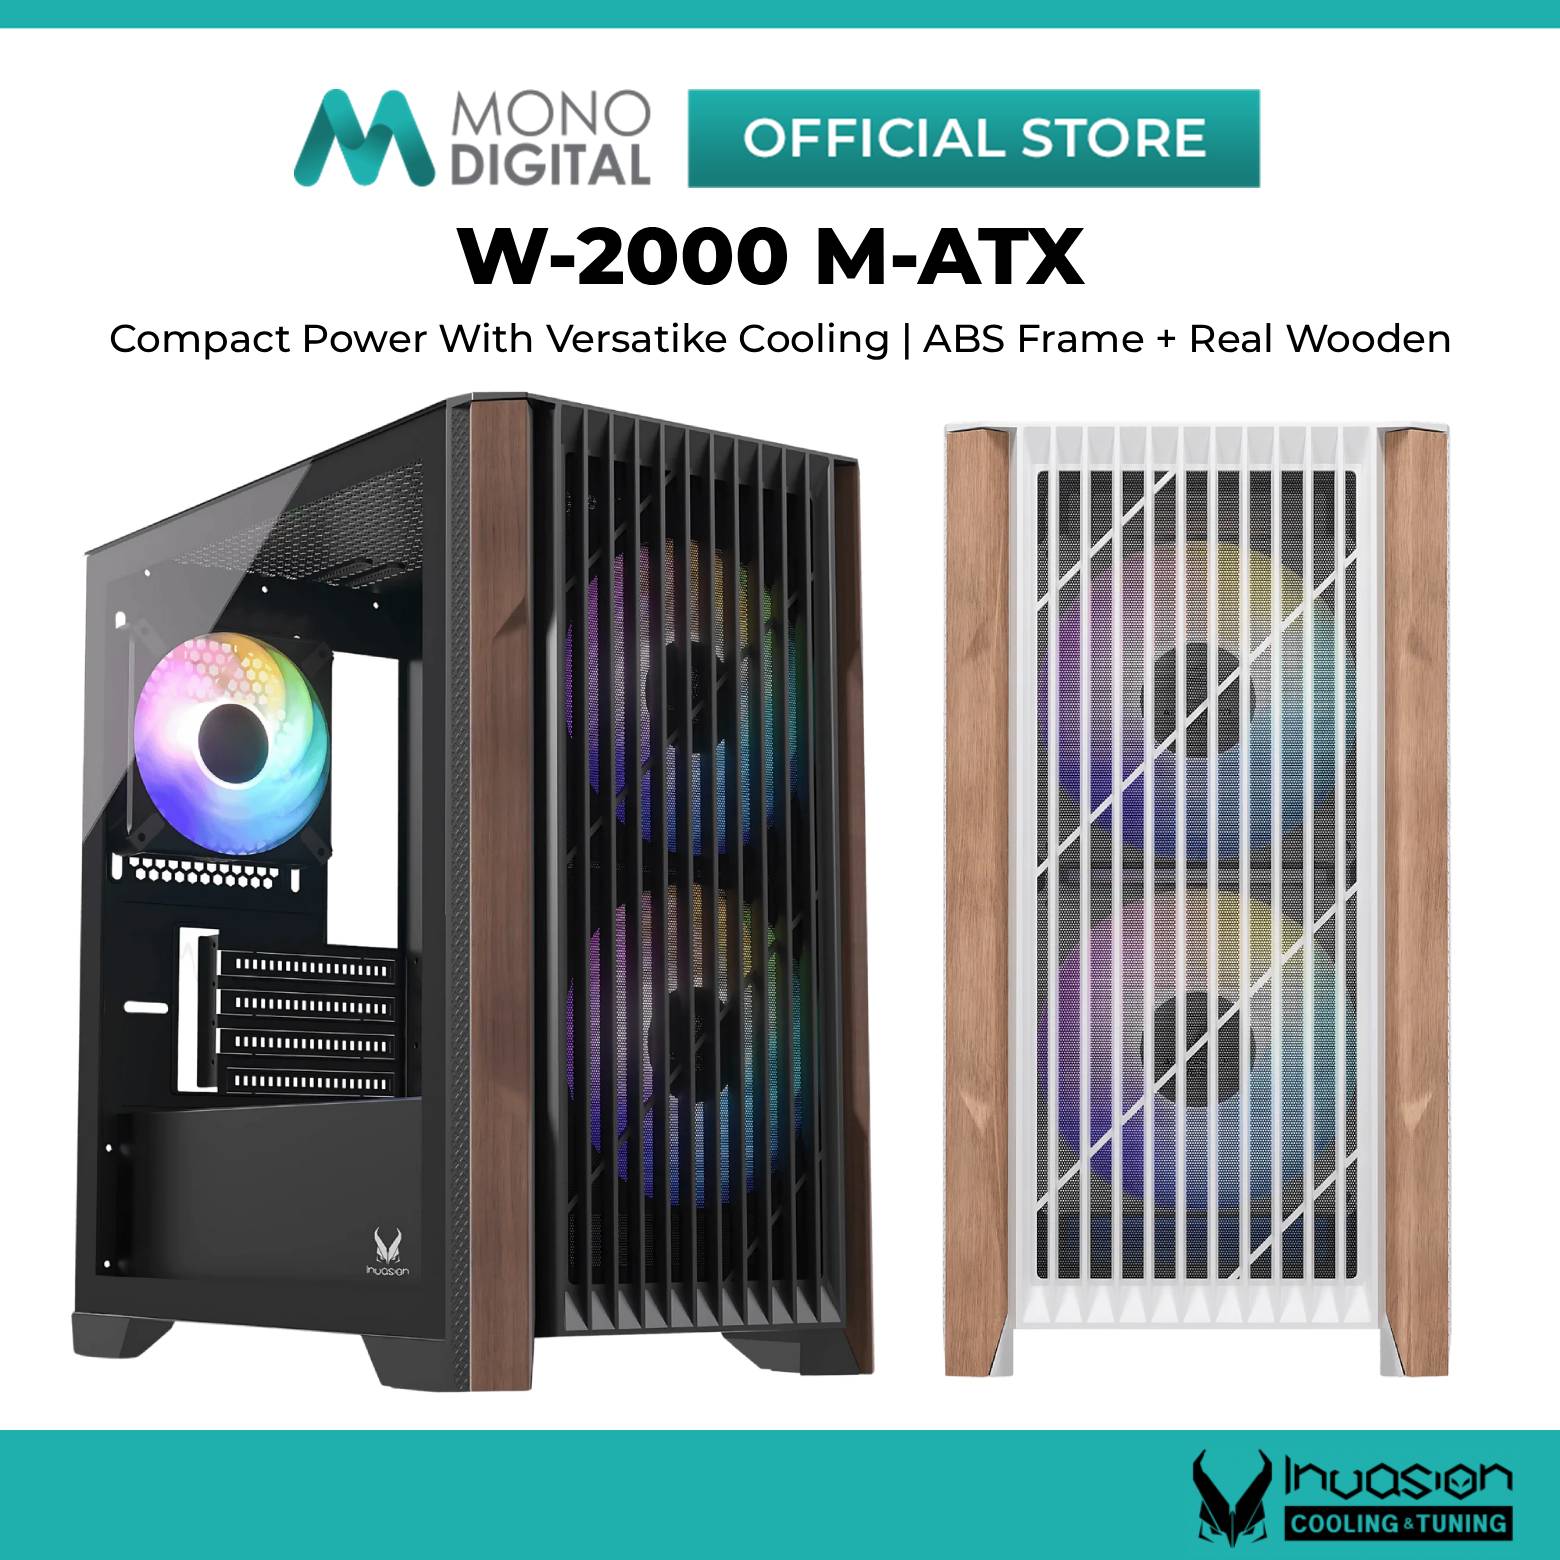 MONO
DIGITAL
OFFICIAL STORE
W-2000 M-ATX
Compact Power With Versatike Cooling | ABS Frame + Real Wooden
Invasion
Invasion
COOLING & TUNING